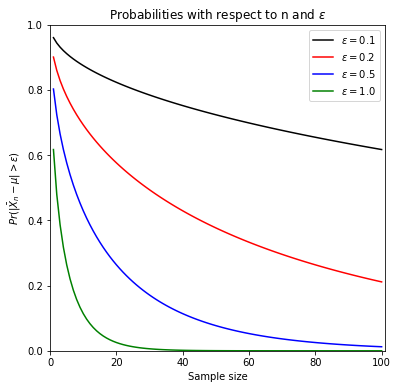 Probabilities with respect to n and ε
ε = 0.1
ε = 0.2
ε = 0.5
ε = 1.0
Pr(|X̄ₙ − μ| > ε)
1.0
0.8
0.6
0.4
0.2
0.0
0 20 40 60 80 100
Sample size